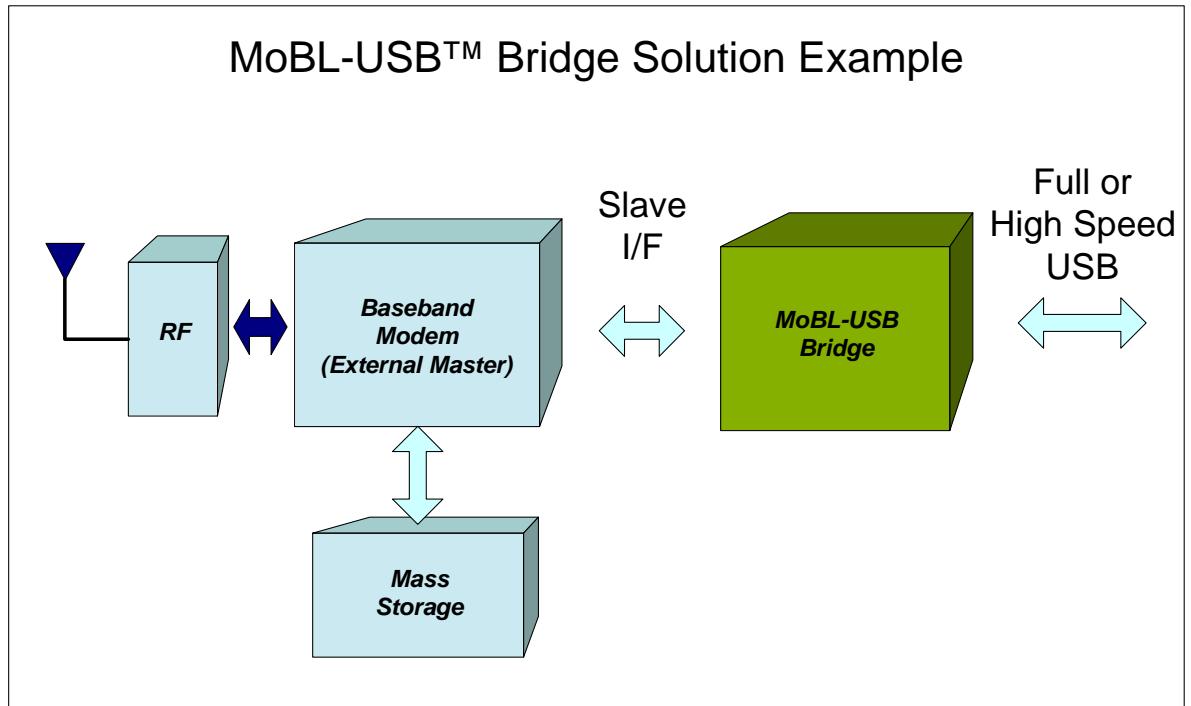 MoBL-USB™ Bridge Solution Example
Slave
I/F
Full or
High Speed
USB
RF
Baseband
Modem
(External Master)
MoBL-USB
Bridge
Mass
Storage